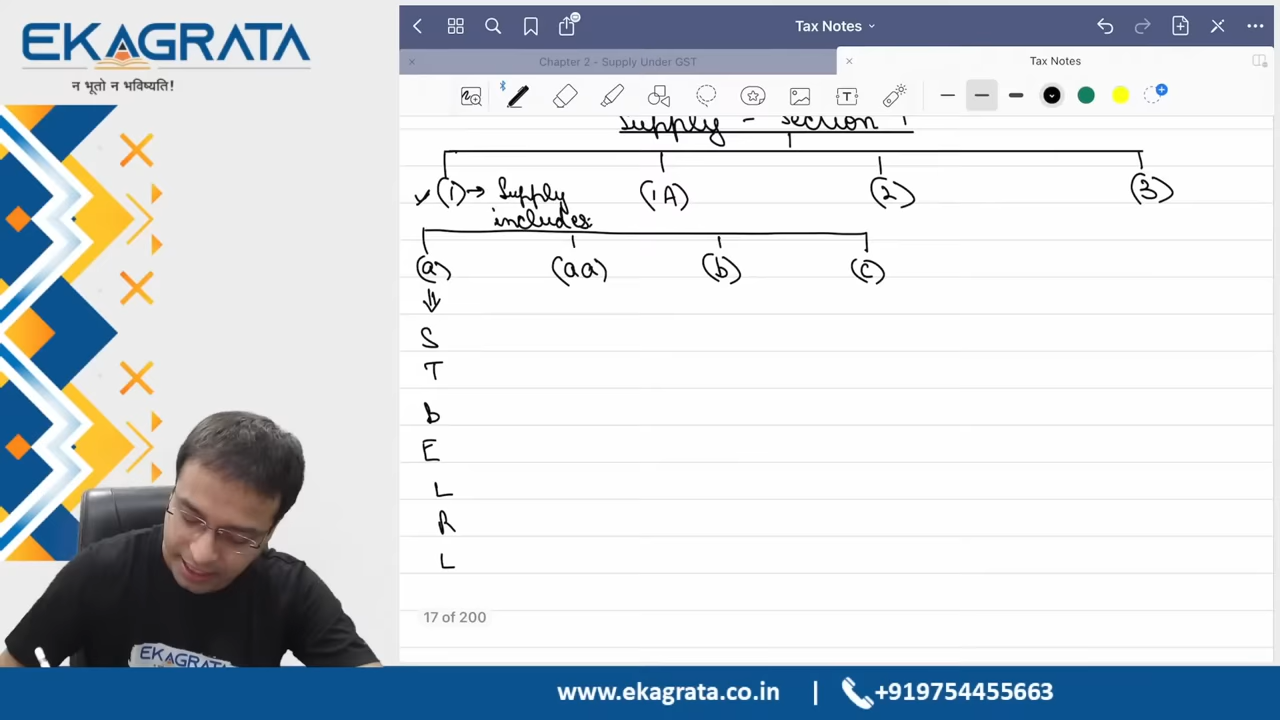 EKAGRATA
न भूतो न भविष्यति!
Tax Notes
Chapter 2 - Supply Under GST
Tax Notes
Supply - Section 7
(1) → Supply includes:
(1A)
(2)
(3)
(a)
(aa)
(b)
(c)
S
T
b
E
L
R
L
17 of 200
EKAGRATA
www.ekagrata.co.in | +919754455663